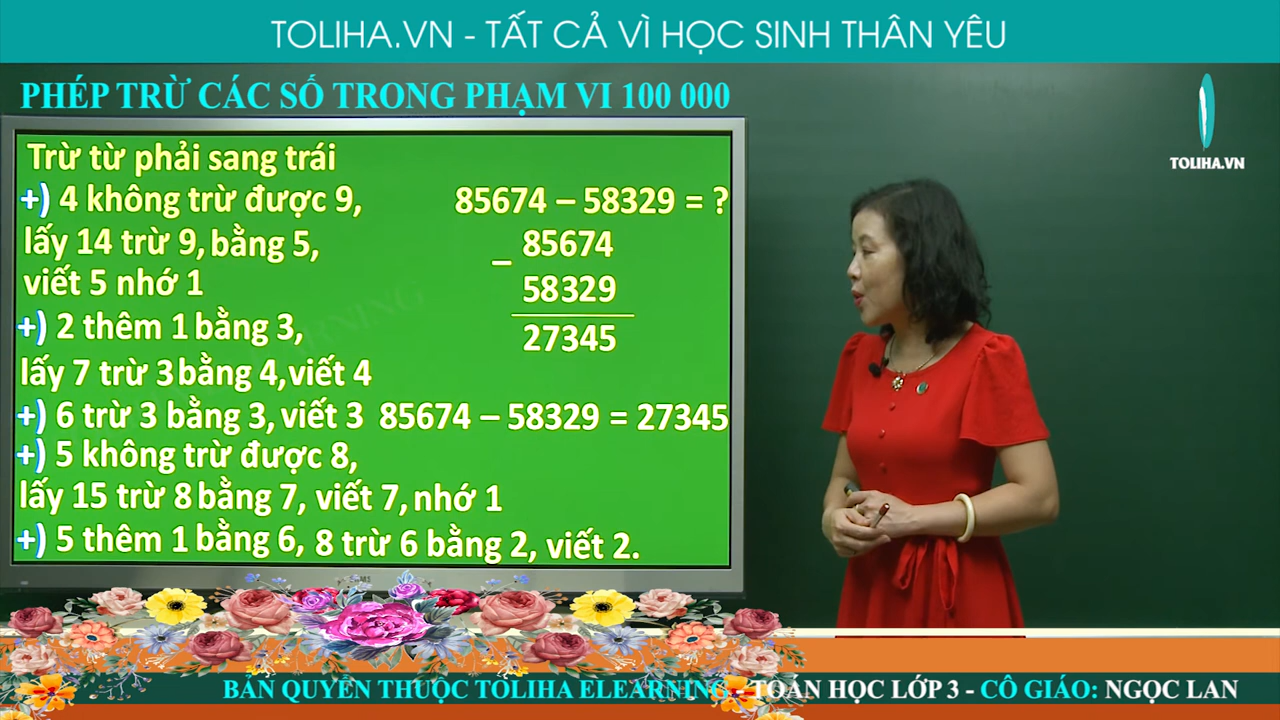 TOLIHA.VN - TẤT CẢ VÌ HỌC SINH THÂN YÊU
PHÉP TRỪ CÁC SỐ TRONG PHẠM VI 100 000
TOLIHA.VN
Trừ từ phải sang trái
+) 4 không trừ được 9,
lấy 14 trừ 9, bằng 5,
viết 5 nhớ 1
+) 2 thêm 1 bằng 3,
lấy 7 trừ 3 bằng 4, viết 4
+) 6 trừ 3 bằng 3, viết 3
+) 5 không trừ được 8,
lấy 15 trừ 8 bằng 7, viết 7, nhớ 1
+) 5 thêm 1 bằng 6, 8 trừ 6 bằng 2, viết 2.
85674 – 58329 = ?
85674
–
58329
27345
85674 – 58329 = 27345
BẢN QUYỀN THUỘC TOLIHA ELEARNING - TOÁN HỌC LỚP 3 - CÔ GIÁO: NGỌC LAN